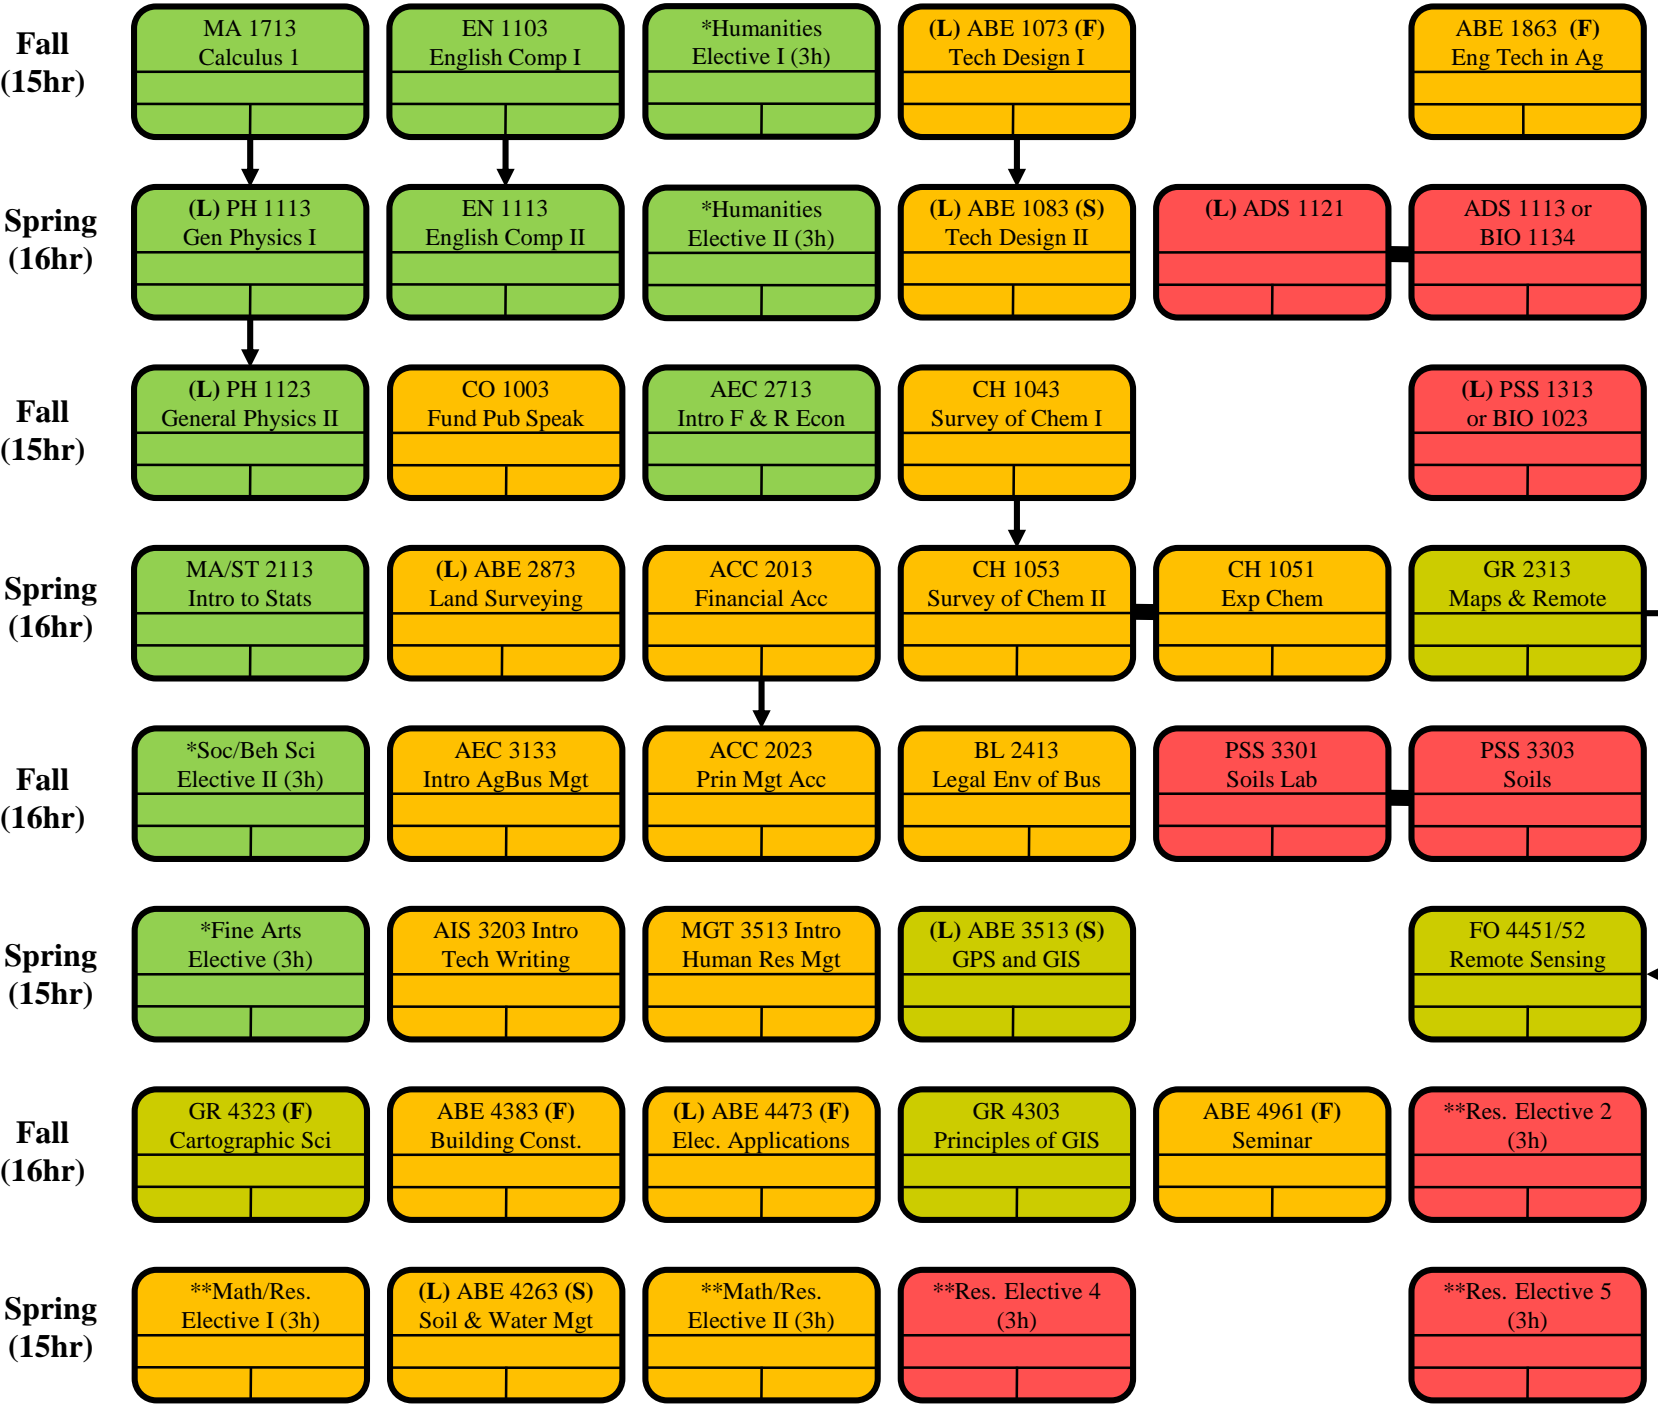 Fall
(15hr)
MA 1713
Calculus 1
EN 1103
English Comp I
*Humanities
Elective I (3h)
(L) ABE 1073 (F)
Tech Design I
ABE 1863 (F)
Eng Tech in Ag
Spring
(16hr)
(L) PH 1113
Gen Physics I
EN 1113
English Comp II
*Humanities
Elective II (3h)
(L) ABE 1083 (S)
Tech Design II
(L) ADS 1121
ADS 1113 or
BIO 1134
Fall
(15hr)
(L) PH 1123
General Physics II
CO 1003
Fund Pub Speak
AEC 2713
Intro F & R Econ
CH 1043
Survey of Chem I
(L) PSS 1313
or BIO 1023
Spring
(16hr)
MA/ST 2113
Intro to Stats
(L) ABE 2873
Land Surveying
ACC 2013
Financial Acc
CH 1053
Survey of Chem II
CH 1051
Exp Chem
GR 2313
Maps & Remote
Fall
(16hr)
*Soc/Beh Sci
Elective II (3h)
AEC 3133
Intro AgBus Mgt
ACC 2023
Prin Mgt Acc
BL 2413
Legal Env of Bus
PSS 3301
Soils Lab
PSS 3303
Soils
Spring
(15hr)
*Fine Arts
Elective (3h)
AIS 3203 Intro
Tech Writing
MGT 3513 Intro
Human Res Mgt
(L) ABE 3513 (S)
GPS and GIS
FO 4451/52
Remote Sensing
Fall
(16hr)
GR 4323 (F)
Cartographic Sci
ABE 4383 (F)
Building Const.
(L) ABE 4473 (F)
Elec. Applications
GR 4303
Principles of GIS
ABE 4961 (F)
Seminar
**Res. Elective 2
(3h)
Spring
(15hr)
**Math/Res.
Elective I (3h)
(L) ABE 4263 (S)
Soil & Water Mgt
**Math/Res.
Elective II (3h)
**Res. Elective 4
(3h)
**Res. Elective 5
(3h)